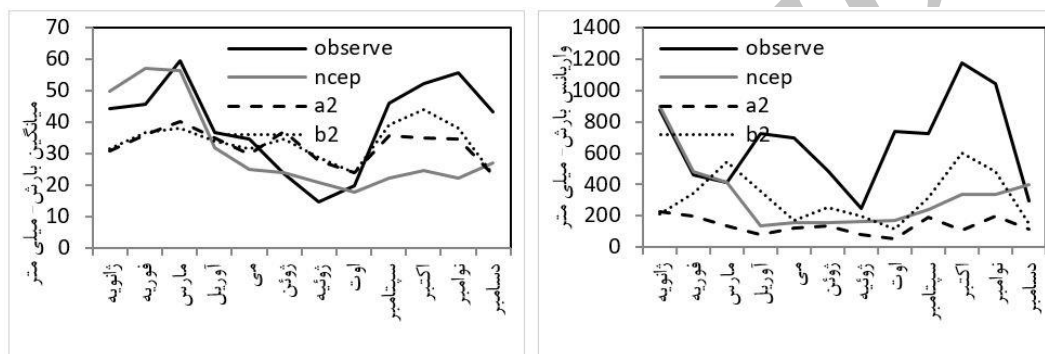 70
60
50
40
30
20
10
0
میانگین بارش - میلی متر
observe
ncep
a2
b2
ژانویه
فوریه
مارس
آوریل
می
ژوئن
ژوئیه
اوت
سپتامبر
اکتبر
نوامبر
دسامبر
1400
1200
1000
800
600
400
200
0
واریانس بارش - میلی متر
observe
ncep
a2
b2
ژانویه
فوریه
مارس
آوریل
می
ژوئن
ژوئیه
اوت
سپتامبر
اکتبر
نوامبر
دسامبر